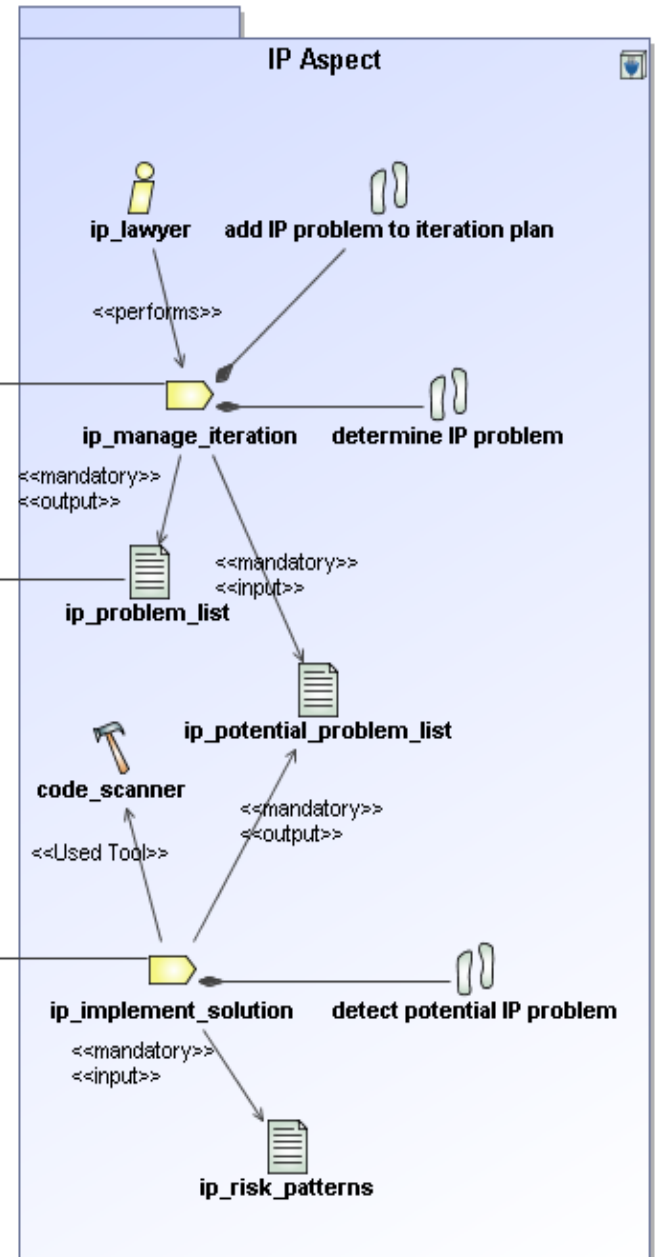 IP Aspect
ip_lawyer
add IP problem to iteration plan
<<performs>>
ip_manage_iteration
determine IP problem
<<mandatory>>
<<output>>
<<mandatory>>
<<input>>
ip_problem_list
ip_potential_problem_list
code_scanner
<<mandatory>>
<<output>>
<<Used Tool>>
ip_implement_solution
detect potential IP problem
<<mandatory>>
<<input>>
ip_risk_patterns